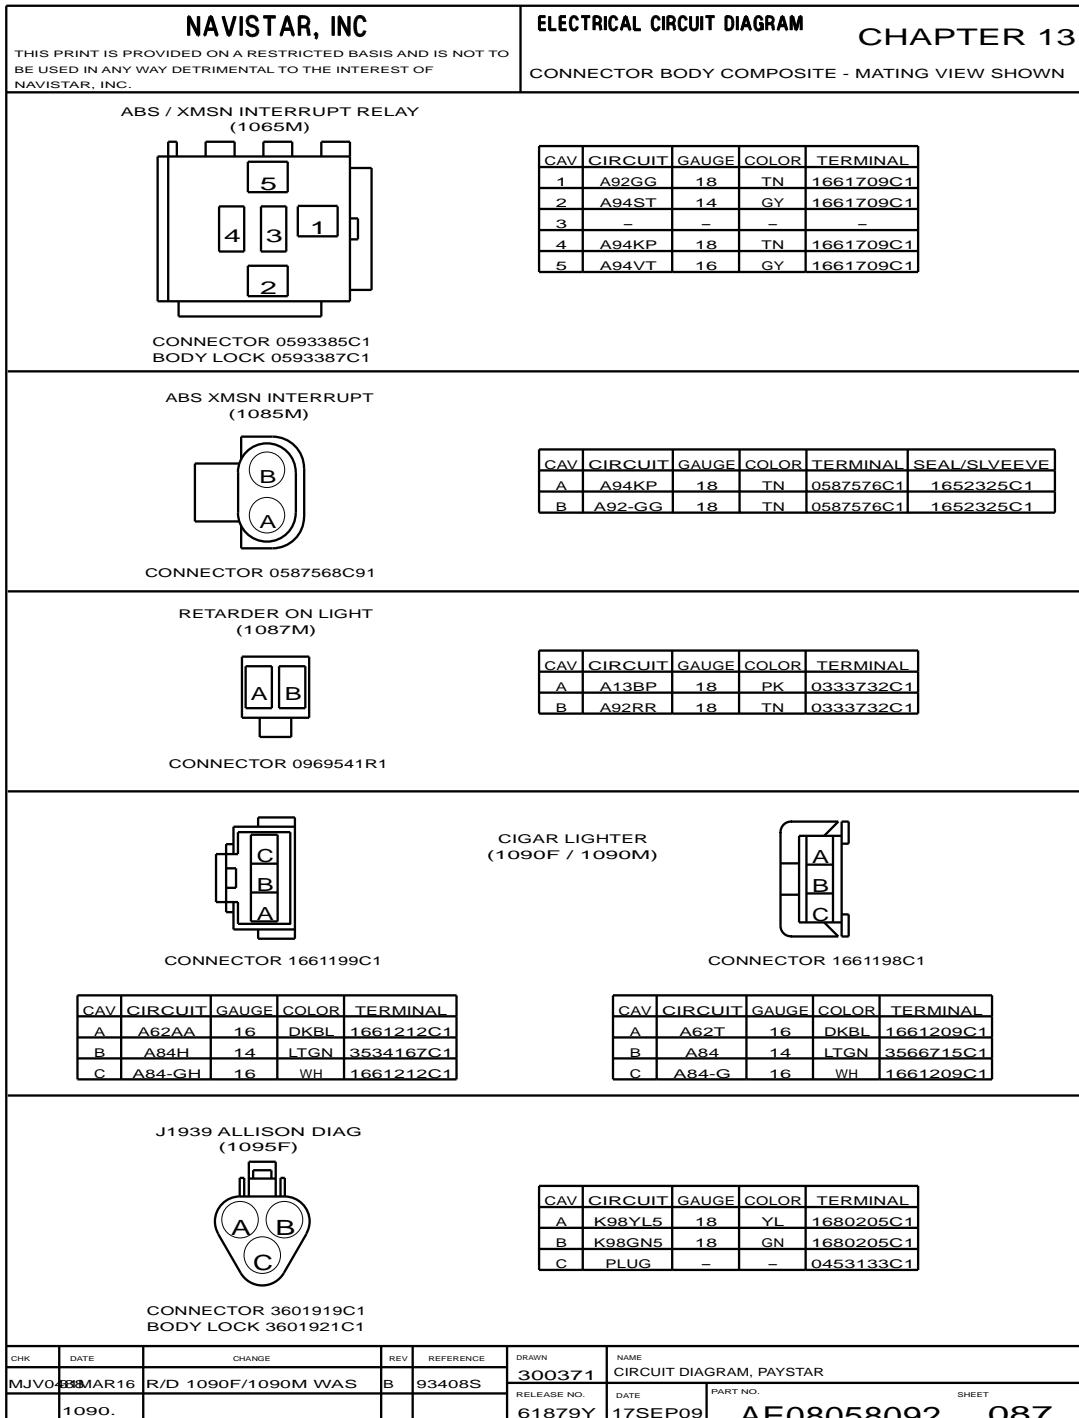 NAVISTAR, INC
THIS PRINT IS PROVIDED ON A RESTRICTED BASIS AND IS NOT TO
BE USED IN ANY WAY DETRIMENTAL TO THE INTEREST OF
NAVISTAR, INC.
ELECTRICAL CIRCUIT DIAGRAM
CHAPTER 13
CONNECTOR BODY COMPOSITE - MATING VIEW SHOWN
ABS / XMSN INTERRUPT RELAY
(1065M)
5
4 3 1
2
CONNECTOR 0593385C1
BODY LOCK 0593387C1
CAV CIRCUIT GAUGE COLOR TERMINAL
1 A92GG 18 TN 1661709C1
2 A94ST 14 GY 1661709C1
3 – – – –
4 A94KP 18 TN 1661709C1
5 A94VT 16 GY 1661709C1
ABS XMSN INTERRUPT
(1085M)
B
A
CONNECTOR 0587568C91
CAV CIRCUIT GAUGE COLOR TERMINAL SEAL/SLVEEVE
A A94KP 18 TN 0587576C1 1652325C1
B A92-GG 18 TN 0587576C1 1652325C1
RETARDER ON LIGHT
(1087M)
A B
CONNECTOR 0969541R1
CAV CIRCUIT GAUGE COLOR TERMINAL
A A13BP 18 PK 0333732C1
B A92RR 18 TN 0333732C1
CIGAR LIGHTER
(1090F / 1090M)
C
B
A
CONNECTOR 1661199C1
CAV CIRCUIT GAUGE COLOR TERMINAL
A A62AA 16 DKBL 1661212C1
B A84H 14 LTGN 3534167C1
C A84-GH 16 WH 1661212C1
A
B
C
CONNECTOR 1661198C1
CAV CIRCUIT GAUGE COLOR TERMINAL
A A62T 16 DKBL 1661209C1
B A84 14 LTGN 3566715C1
C A84-G 16 WH 1661209C1
J1939 ALLISON DIAG
(1095F)
A B
C
CONNECTOR 3601919C1
BODY LOCK 3601921C1
CAV CIRCUIT GAUGE COLOR TERMINAL
A K98YL5 18 YL 1680205C1
B K98GN5 18 GN 1680205C1
C PLUG – – 0453133C1
CHK DATE CHANGE REV REFERENCE
R/D 1090F/1090M WAS B 93408S
1090.
DRAWN
300371
NAME
CIRCUIT DIAGRAM, PAYSTAR
RELEASE NO.
61879Y
DATE
17SEP09
PART NO.
AE08058092
SHEET
087